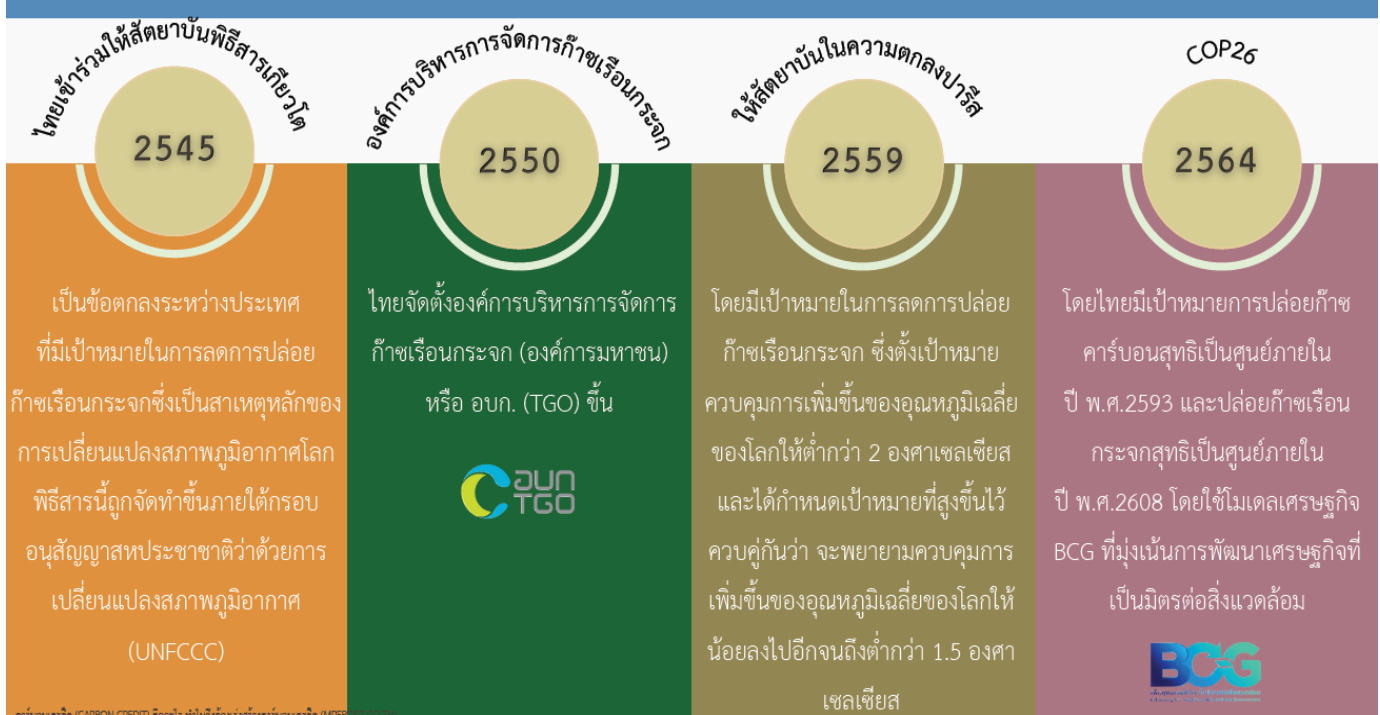 ไทยเข้าร่วมให้สัตยาบันพิธีสารเกียวโต
2545
เป็นข้อตกลงระหว่างประเทศ
ที่มีเป้าหมายในการลดการปล่อย
ก๊าซเรือนกระจกซึ่งเป็นสาเหตุหลักของ
การเปลี่ยนแปลงสภาพภูมิอากาศโลก
พิธีสารนี้ถูกจัดทำขึ้นภายใต้กรอบ
อนุสัญญาสหประชาชาติว่าด้วยการ
เปลี่ยนแปลงสภาพภูมิอากาศ
(UNFCCC)
องค์การบริหารการจัดการก๊าซเรือนกระจก
2550
ไทยจัดตั้งองค์การบริหารการจัดการ
ก๊าซเรือนกระจก (องค์การมหาชน)
หรือ อบก. (TGO) ขึ้น
อบก
TGO
ให้สัตยาบันในความตกลงปารีส
2559
โดยมีเป้าหมายในการลดการปล่อย
ก๊าซเรือนกระจก ซึ่งตั้งเป้าหมาย
ควบคุมการเพิ่มขึ้นของอุณหภูมิเฉลี่ย
ของโลกให้ต่ำกว่า 2 องศาเซลเซียส
และได้กำหนดเป้าหมายที่สูงขึ้นไว้
ควบคู่กันว่า จะพยายามควบคุมการ
เพิ่มขึ้นของอุณหภูมิเฉลี่ยของโลกให้
น้อยลงไปอีกจนถึงต่ำกว่า 1.5 องศา
เซลเซียส
COP26
2564
โดยไทยมีเป้าหมายการปล่อยก๊าซ
คาร์บอนสุทธิเป็นศูนย์ภายใน
ปี พ.ศ.2593 และปล่อยก๊าซเรือน
กระจกสุทธิเป็นศูนย์ภายใน
ปี พ.ศ.2608 โดยใช้โมเดลเศรษฐกิจ
BCG ที่มุ่งเน้นการพัฒนาเศรษฐกิจที่
เป็นมิตรต่อสิ่งแวดล้อม
BCG
(CARBON CREDIT)